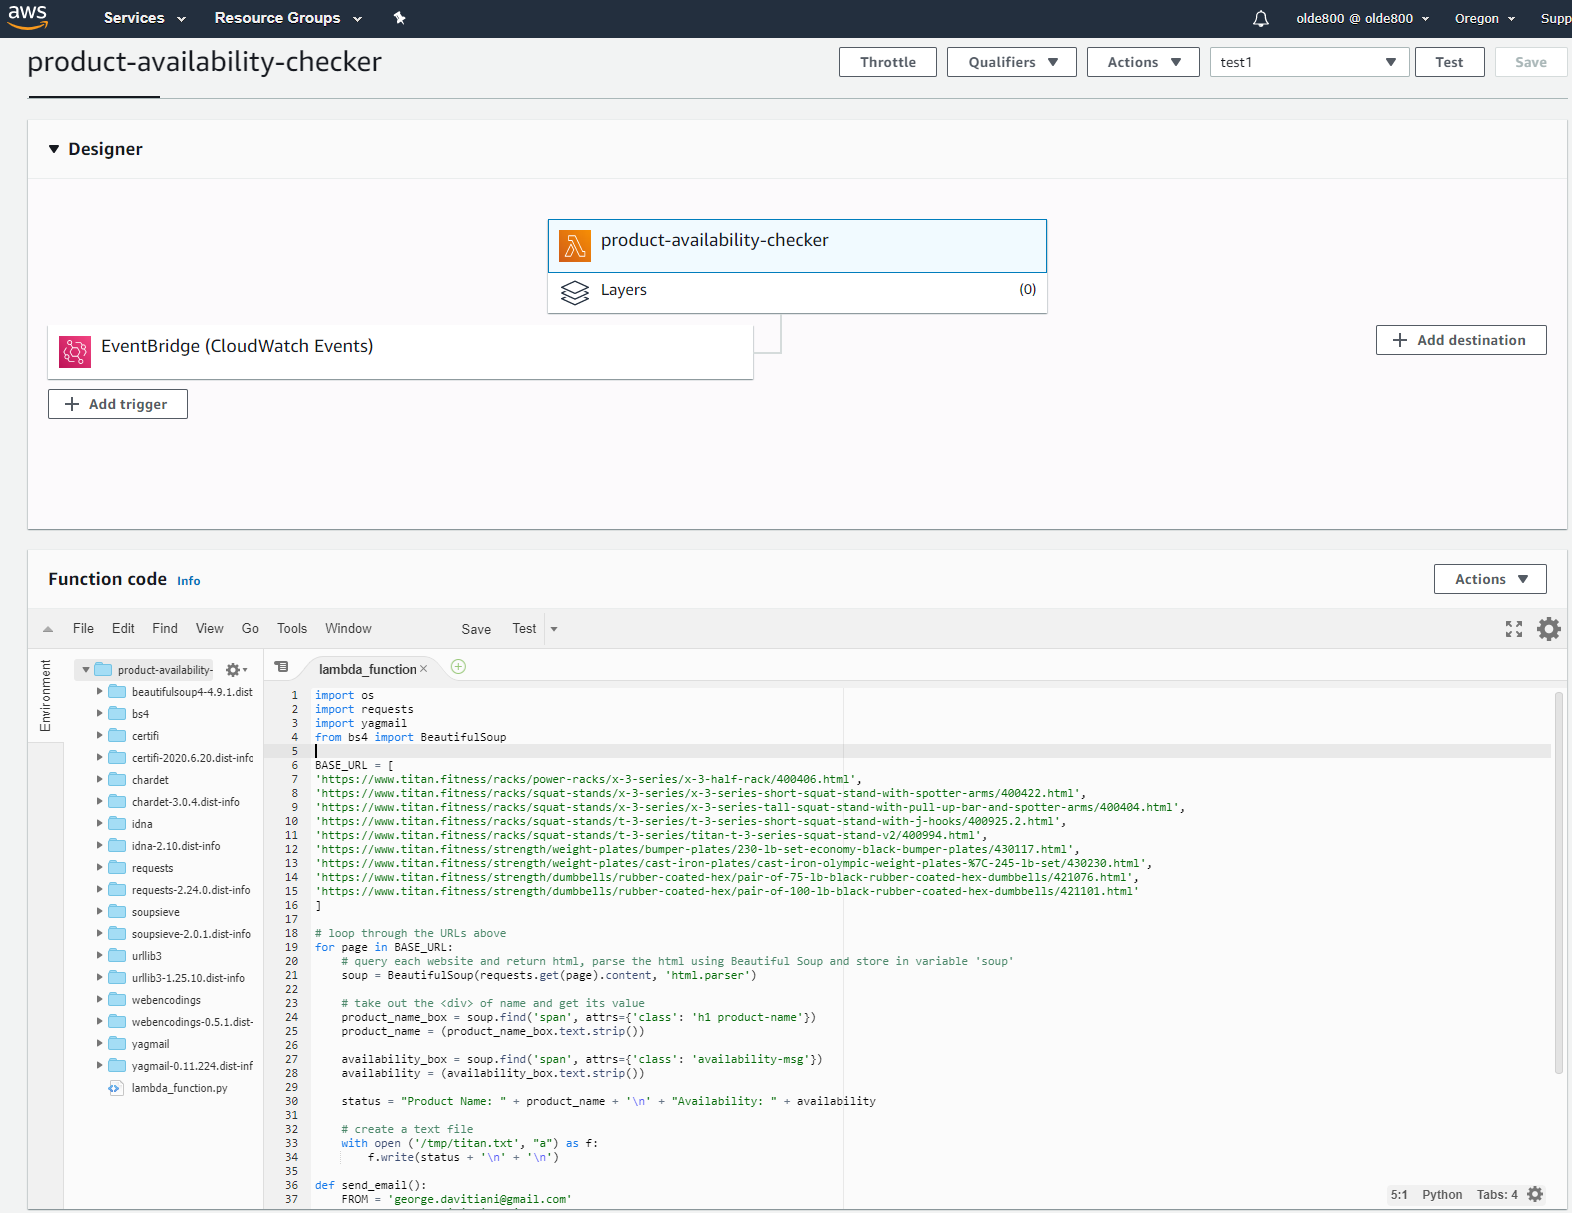 aws Services Resource Groups olde800 @ olde800 Oregon Supp
product-availability-checker Throttle Qualifiers Actions test1 Test Save
Designer
product-availability-checker
Layers (0)
EventBridge (CloudWatch Events)
+ Add destination
+ Add trigger
Function code Info Actions
File Edit Find View Go Tools Window Save Test
Environment
product-availability-
beautifulsoup4-4.9.1.dist
bs4
certifi
certifi-2020.6.20.dist-info
chardet
chardet-3.0.4.dist-info
idna
idna-2.10.dist-info
requests
requests-2.24.0.dist-info
soupsieve
soupsieve-2.0.1.dist-info
urllib3
urllib3-1.25.10.dist-info
webencodings
webencodings-0.5.1.dist-
yagmail
yagmail-0.11.224.dist-inf
lambda_function.py
lambda_function ×
1 import os
2 import requests
3 import yagmail
4 from bs4 import BeautifulSoup
5
6 BASE_URL = [
7 'https://www.titan.fitness/racks/power-racks/x-3-series/x-3-half-rack/400406.html',
8 'https://www.titan.fitness/racks/squat-stands/x-3-series/x-3-series-short-squat-stand-with-spotter-arms/400422.html',
9 'https://www.titan.fitness/racks/squat-stands/x-3-series/x-3-series-tall-squat-stand-with-pull-up-bar-and-spotter-arms/400404.html',
10 'https://www.titan.fitness/racks/squat-stands/t-3-series/t-3-series-short-squat-stand-with-j-hooks/400925.2.html',
11 'https://www.titan.fitness/racks/squat-stands/t-3-series/titan-t-3-series-squat-stand-v2/400994.html',
12 'https://www.titan.fitness/strength/weight-plates/bumper-plates/230-lb-set-economy-black-bumper-plates/430117.html',
13 'https://www.titan.fitness/strength/weight-plates/cast-iron-plates/cast-iron-olympic-weight-plates-%7C-245-lb-set/430230.html',
14 'https://www.titan.fitness/strength/dumbbells/rubber-coated-hex/pair-of-75-lb-black-rubber-coated-hex-dumbbells/421076.html',
15 'https://www.titan.fitness/strength/dumbbells/rubber-coated-hex/pair-of-100-lb-black-rubber-coated-hex-dumbbells/421101.html'
16 ]
17
18 # loop through the URLs above
19 for page in BASE_URL:
20 # query each website and return html, parse the html using Beautiful Soup and store in variable 'soup'
21 soup = BeautifulSoup(requests.get(page).content, 'html.parser')
22
23 # take out the <div> of name and get its value
24 product_name_box = soup.find('span', attrs={'class': 'h1 product-name'})
25 product_name = (product_name_box.text.strip())
26
27 availability_box = soup.find('span', attrs={'class': 'availability-msg'})
28 availability = (availability_box.text.strip())
29
30 status = "Product Name: " + product_name + '\n' + "Availability: " + availability
31
32 # create a text file
33 with open ('/tmp/titan.txt', "a") as f:
34 f.write(status + '\n' + '\n')
35
36 def send_email():
37 FROM = 'george.davitiani@gmail.com'
5:1 Python Tabs: 4